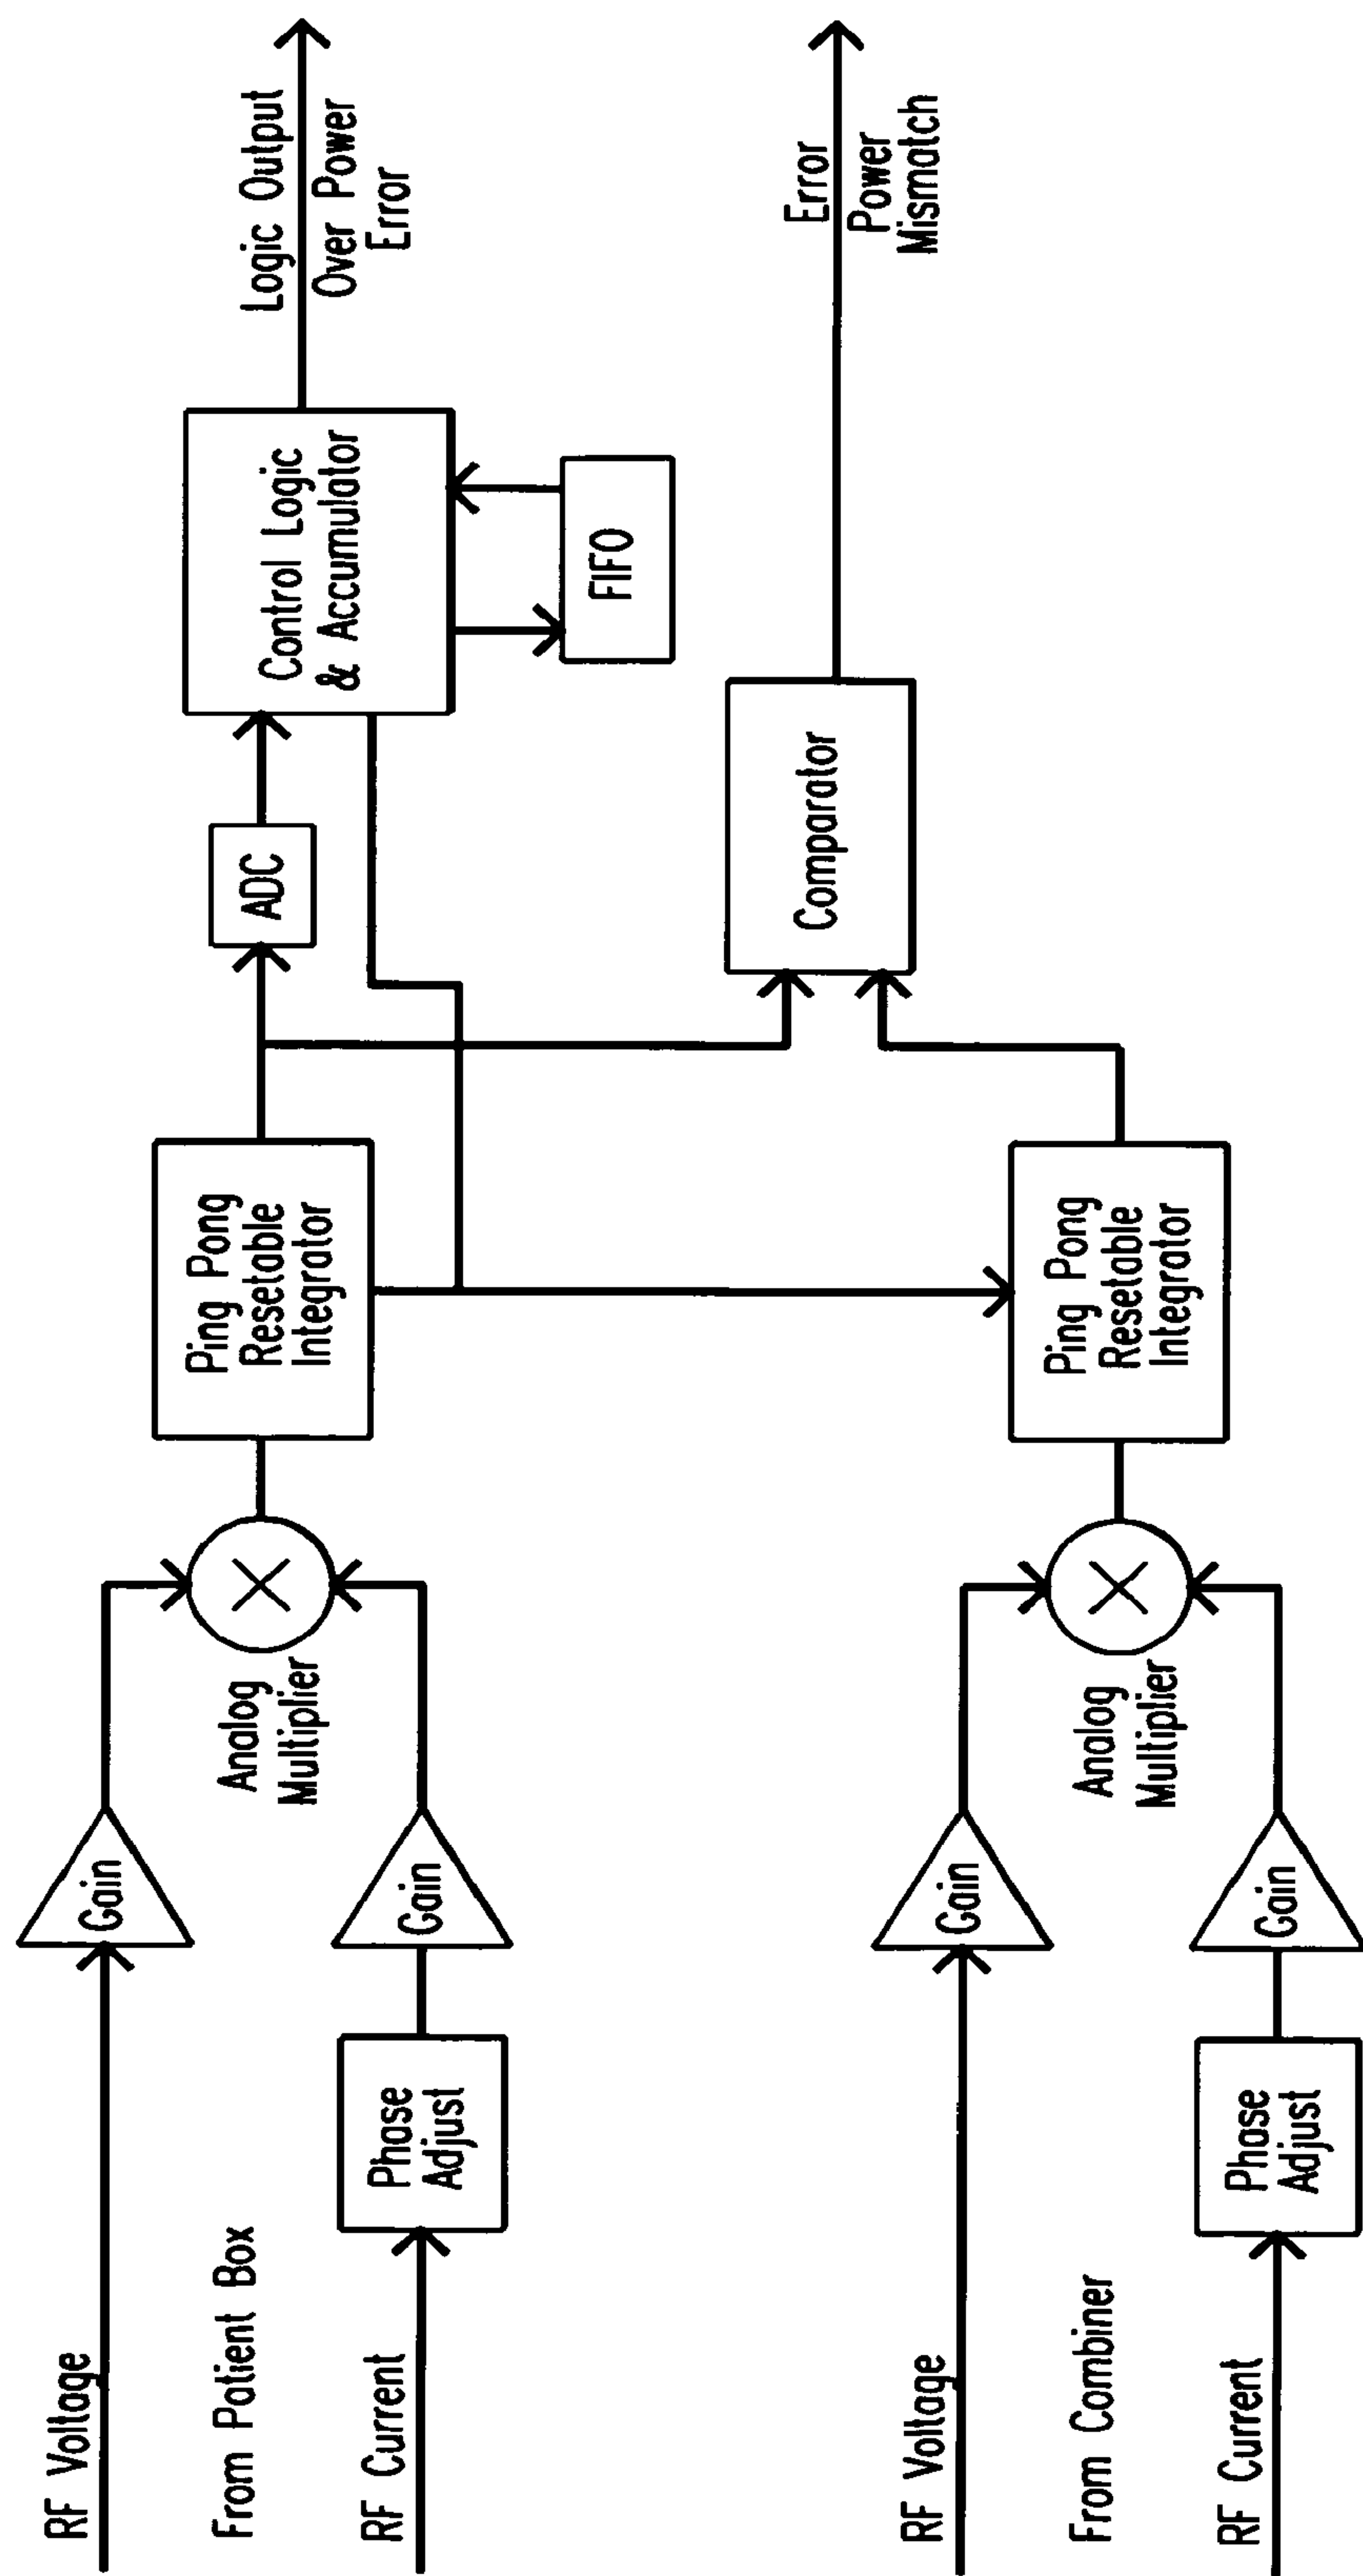 RF Voltage
From Patient Box
RF Current
Phase
Adjust
Gain
Gain
Analog
Multiplier
Ping Pong
Resetable
Integrator
ADC
Control Logic
& Accumulator
FIFO
Logic Output
Over Power
Error
RF Voltage
From Combiner
RF Current
Phase
Adjust
Gain
Gain
Analog
Multiplier
Ping Pong
Resetable
Integrator
Comparator
Error
Power
Mismatch